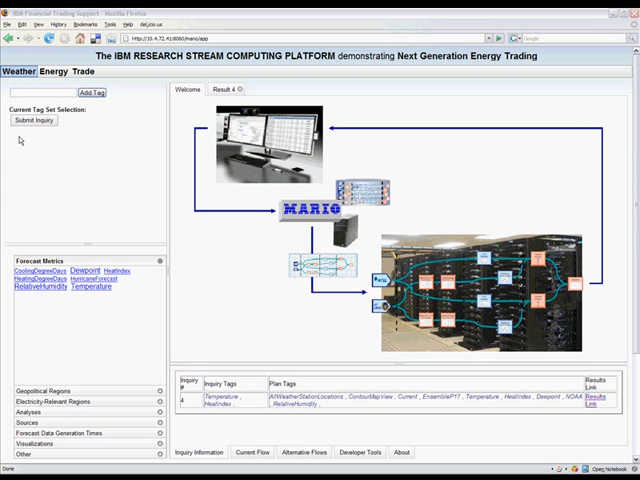 IBM Financial Trading Support - Mozilla Firefox
File Edit View History Bookmarks Tools Help del.icio.us
http://10.4.72.41:8080/mario/app
Google
The IBM RESEARCH STREAM COMPUTING PLATFORM demonstrating Next Generation Energy Trading
Weather Energy Trade
Add Tag
Current Tag Set Selection:
Submit Inquiry
Welcome Result 4
MARIO
Forecast Metrics
CoolingDegreeDays Dewpoint HeatIndex
HeatingDegreeDays HurricaneForecast
RelativeHumidity Temperature
Geopolitical Regions
Electricity-Relevant Regions
Analyses
Sources
Forecast Data Generation Times
Visualizations
Other
Inquiry # Inquiry Tags Plan Tags Results Link
4 Temperature , HeatIndex , AllWeatherStationLocations , ContourMapView , Current , EnsembleP17 , Temperature , HeatIndex , Dewpoint , NOAA , RelativeHumidity , Results Link
Inquiry Information Current Flow Alternative Flows Developer Tools About
Done
Open Notebook